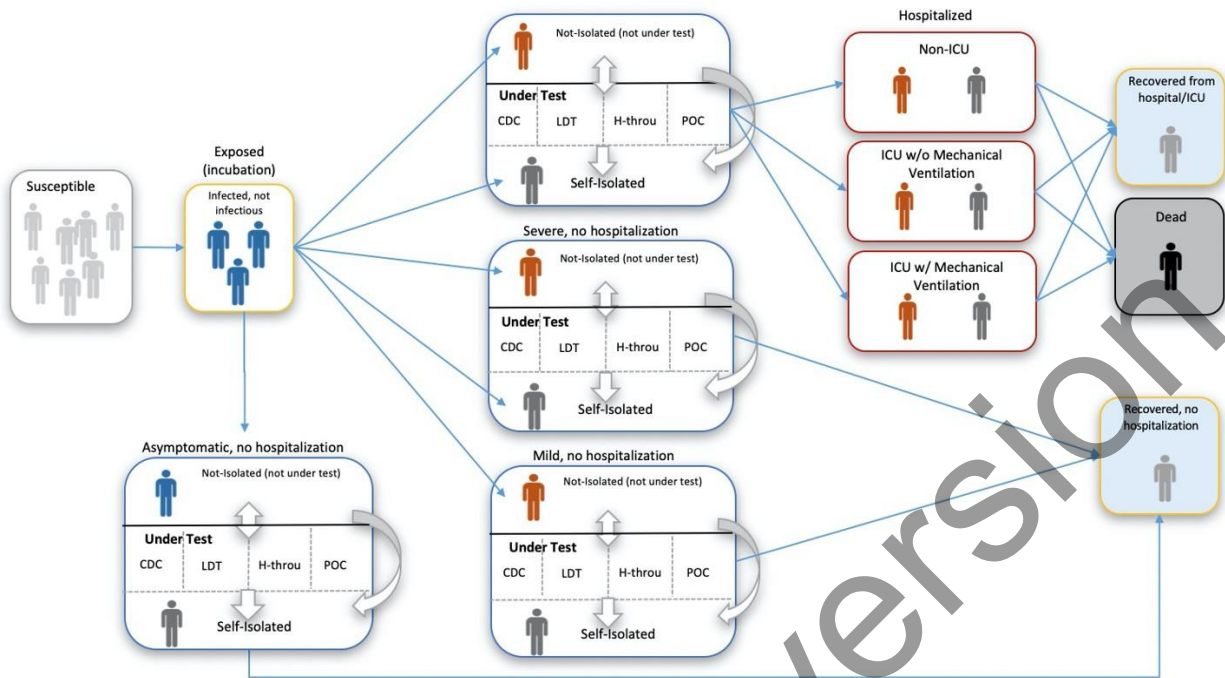 Not-Isolated (not under test)
Under Test
CDC
LDT
H-throu
POC
Self-Isolated
Hospitalized
Non-ICU
ICU w/o Mechanical
Ventilation
ICU w/ Mechanical
Ventilation
Recovered from
hospital/ICU
Dead
Susceptible
Exposed
(incubation)
Infected, not
infectious
Severe, no hospitalization
Not-Isolated (not under test)
Under Test
CDC
LDT
H-throu
POC
Self-Isolated
Recovered, no
hospitalization
Asymptomatic, no hospitalization
Not-Isolated (not under test)
Under Test
CDC
LDT
H-throu
POC
Self-Isolated
Mild, no hospitalization
Not-Isolated (not under test)
Under Test
CDC
LDT
H-throu
POC
Self-Isolated
version